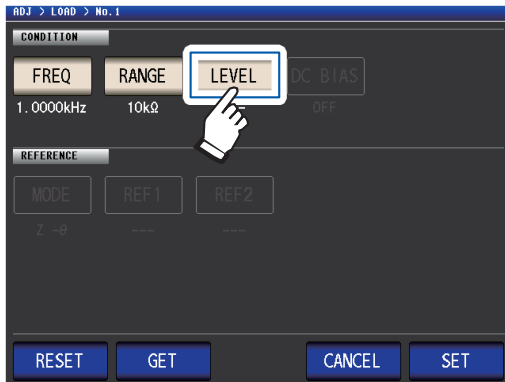 ADJ > LOAD > No.1
CONDITION
FREQ RANGE LEVEL DC BIAS
1.0000kHz 10kΩ OFF
REFERENCE
MODE REF1 REF2
Z -θ --- ---
RESET GET CANCEL SET